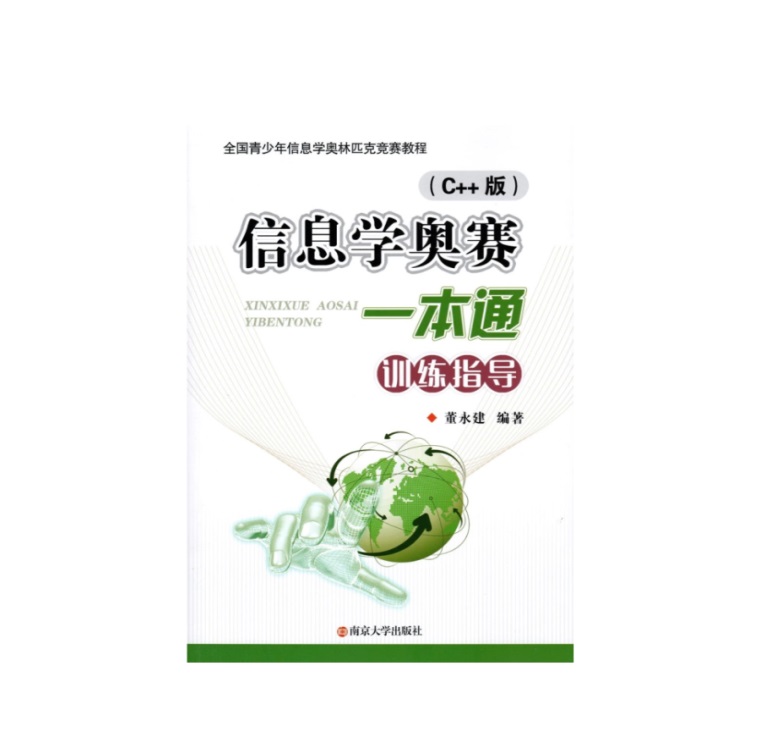 全国青少年信息学奥林匹克竞赛教程
（C++ 版）
信息学奥赛
XINXIXUE AOSAI
YIBENTONG
一本通
训练指导
董永建 编著
南京大学出版社